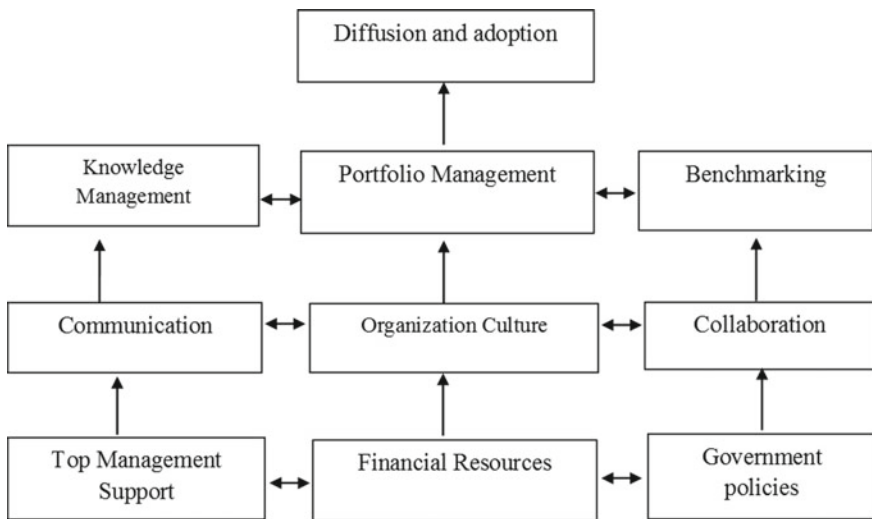 Diffusion and adoption
Knowledge
Management
Portfolio Management
Benchmarking
Communication
Organization Culture
Collaboration
Top Management
Support
Financial Resources
Government
policies